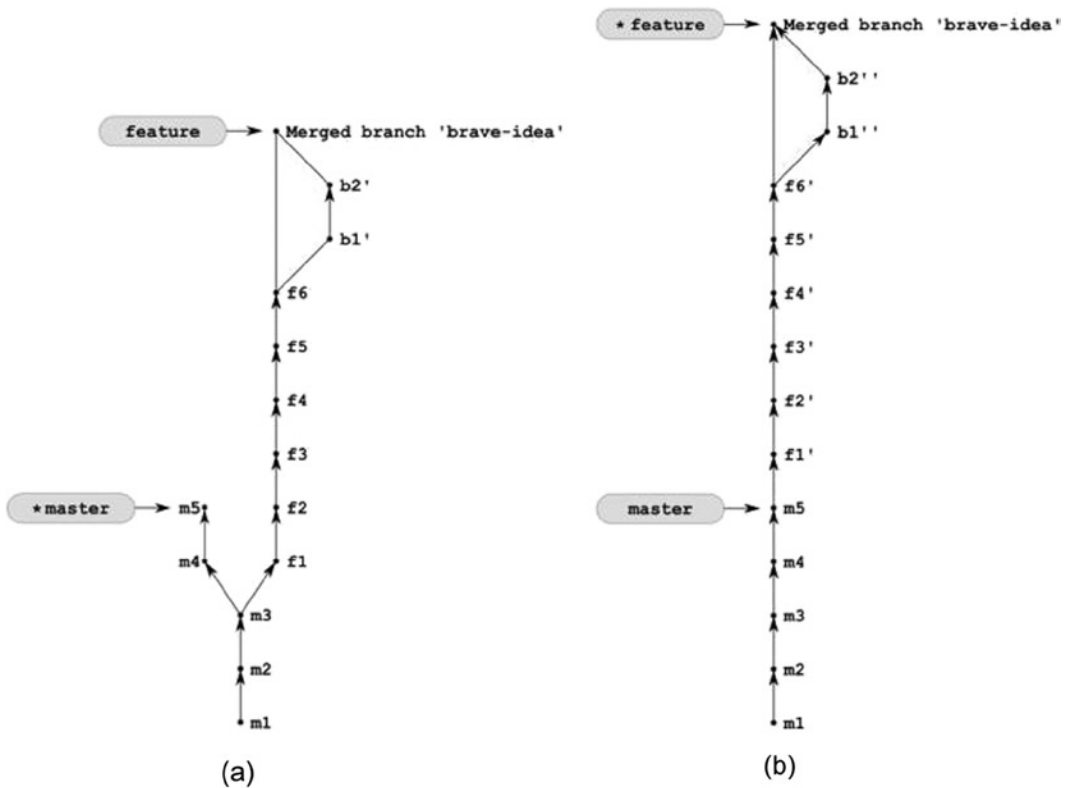 feature
Merged branch 'brave-idea'
b2'
b1'
f6
f5
f4
f3
*master
m5
f2
m4
f1
m3
m2
m1
(a)
*feature
Merged branch 'brave-idea'
b2''
b1''
f6'
f5'
f4'
f3'
f2'
f1'
master
m5
m4
m3
m2
m1
(b)